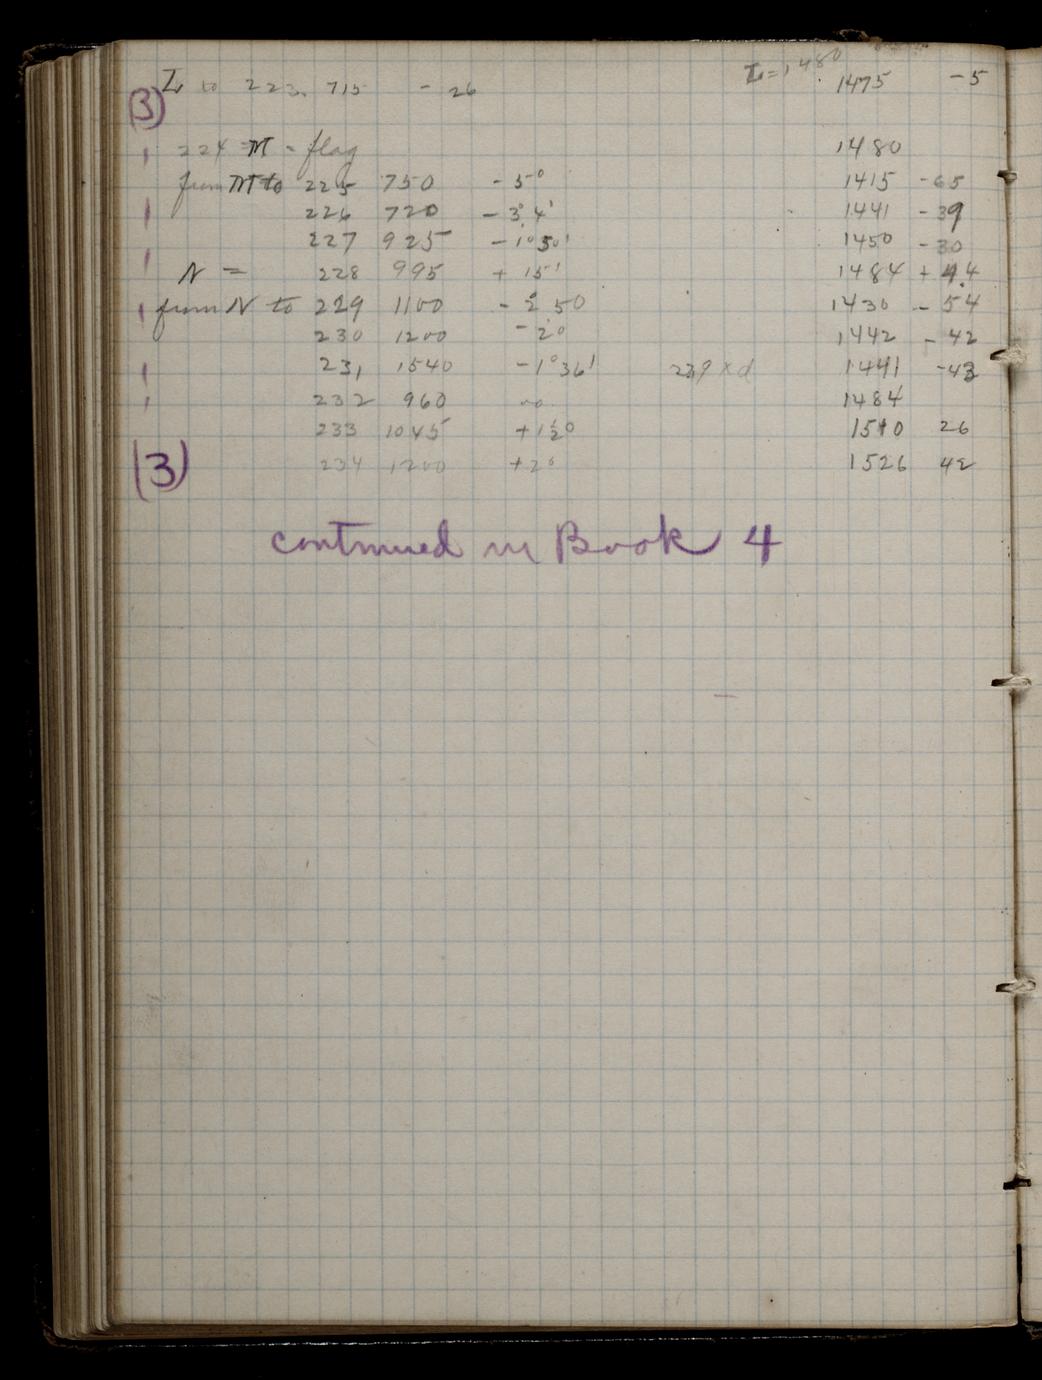 L to 223. 715 - 26 L=1480 1475 -5
(3)
224 = M = flag 1480
from M to 225 750 - 5° 1415 -65
226 720 - 3° 4' 1441 - 39
227 925 - 1° 50' 1450 - 30
N = 228 995 + 15' 1484 + 4.4
from N to 229 1100 - 2° 50 1430 - 54
230 1200 - 2° 1442 - 42
231 1540 - 1° 36' 239 x d 1441 -43
232 960 1484
233 1045 1510 26
234 1200 +2° 1526 42
(3)
continued in Book 4